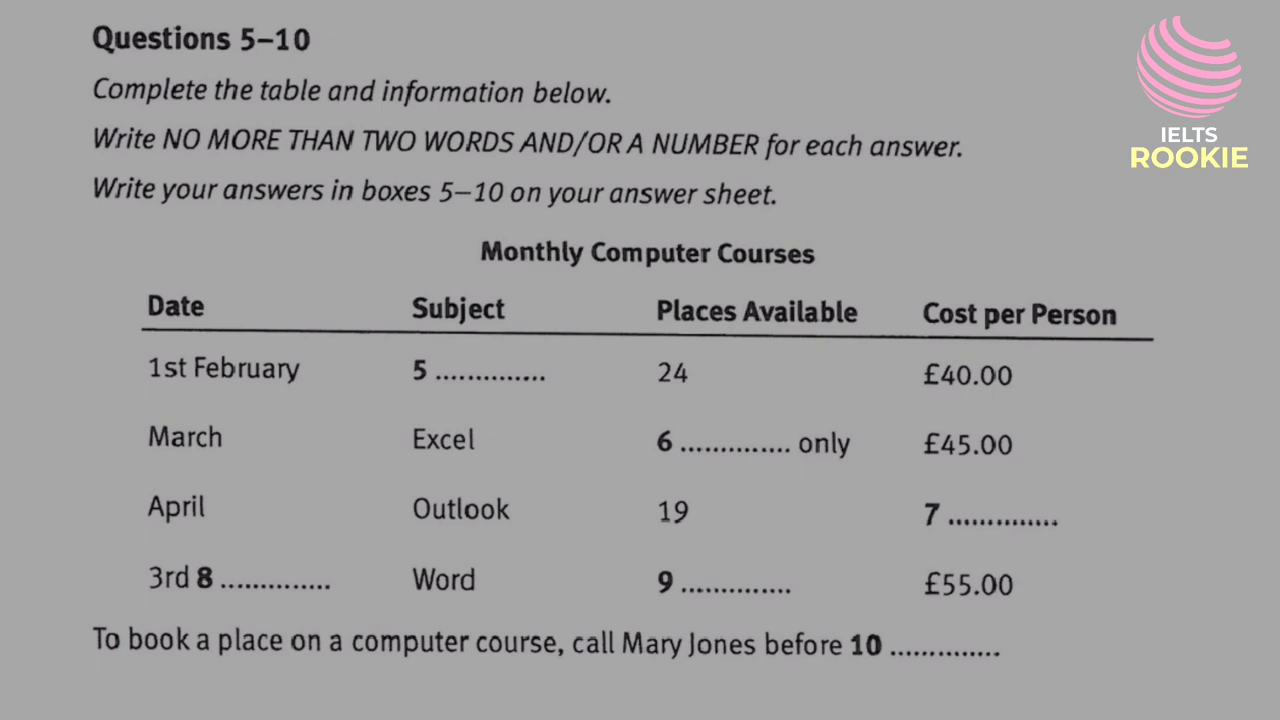 Questions 5–10
Complete the table and information below.
Write NO MORE THAN TWO WORDS AND/OR A NUMBER for each answer.
Write your answers in boxes 5–10 on your answer sheet.
IELTS
ROOKIE
Monthly Computer Courses
Date Subject Places Available Cost per Person
1st February 5 .............. 24 £40.00
March Excel 6 .............. only £45.00
April Outlook 19 7 ..............
3rd 8 .............. Word 9 .............. £55.00
To book a place on a computer course, call Mary Jones before 10 ..............